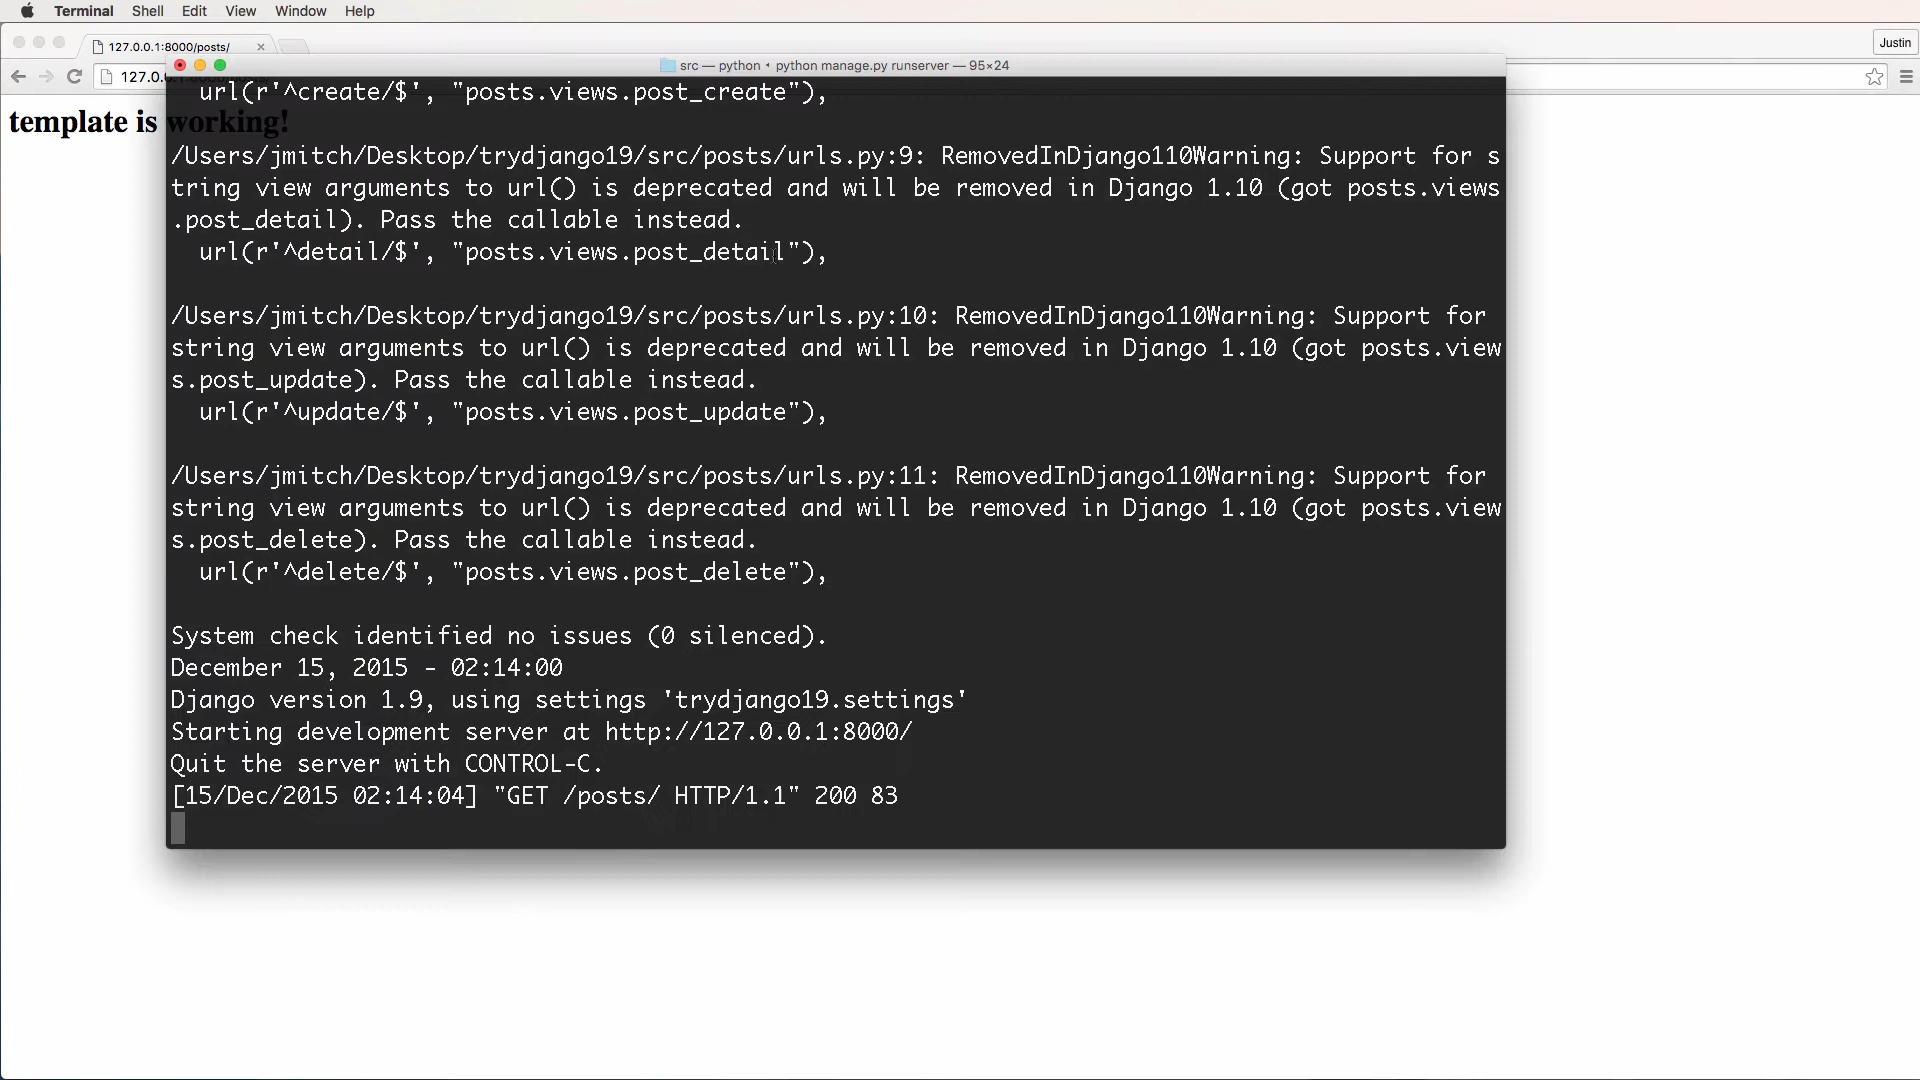 Terminal Shell Edit View Window Help
127.0.0.1:8000/posts/
Justin
127.0.
src — python • python manage.py runserver — 95×24
template is working!
url(r'^create/$', "posts.views.post_create"),
/Users/jmitch/Desktop/trydjango19/src/posts/urls.py:9: RemovedInDjango110Warning: Support for s
tring view arguments to url() is deprecated and will be removed in Django 1.10 (got posts.views
.post_detail). Pass the callable instead.
url(r'^detail/$', "posts.views.post_detail"),
/Users/jmitch/Desktop/trydjango19/src/posts/urls.py:10: RemovedInDjango110Warning: Support for
string view arguments to url() is deprecated and will be removed in Django 1.10 (got posts.view
s.post_update). Pass the callable instead.
url(r'^update/$', "posts.views.post_update"),
/Users/jmitch/Desktop/trydjango19/src/posts/urls.py:11: RemovedInDjango110Warning: Support for
string view arguments to url() is deprecated and will be removed in Django 1.10 (got posts.view
s.post_delete). Pass the callable instead.
url(r'^delete/$', "posts.views.post_delete"),
System check identified no issues (0 silenced).
December 15, 2015 - 02:14:00
Django version 1.9, using settings 'trydjango19.settings'
Starting development server at http://127.0.0.1:8000/
Quit the server with CONTROL-C.
[15/Dec/2015 02:14:04] "GET /posts/ HTTP/1.1" 200 83